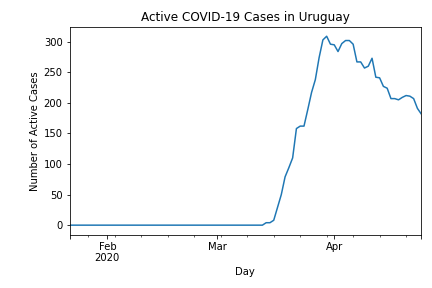 Active COVID-19 Cases in Uruguay
Number of Active Cases
300
250
200
150
100
50
0
Feb
2020
Mar
Apr
Day